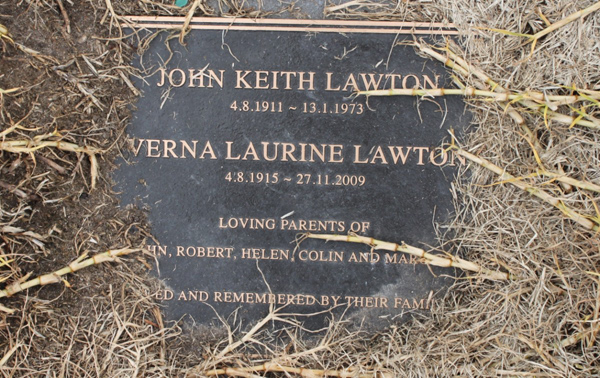 JOHN KEITH LAWTON
4.8.1911 ~ 13.1.1973
VERNA LAURINE LAWTON
4.8.1915 ~ 27.11.2009
LOVING PARENTS OF
ROBERT, HELEN, COLIN AND
AND REMEMBERED BY THEIR